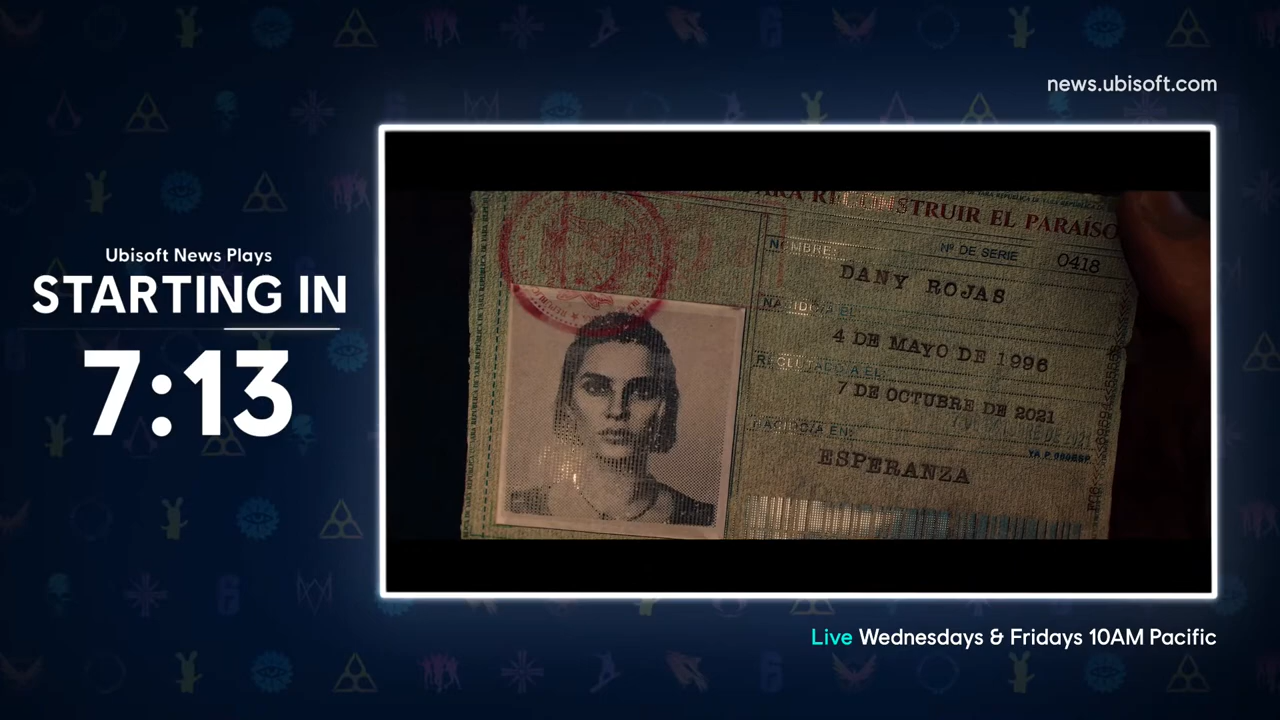 news.ubisoft.com
Ubisoft News Plays
STARTING IN
7:13
STRUIR EL PARAÍSO
NOMBRE:
Nº DE SERIE
0418
DANY ROJAS
4 DE MAYO DE 1996
7 DE OCTUBRE DE 2021
ESPERANZA
Live Wednesdays & Fridays 10AM Pacific